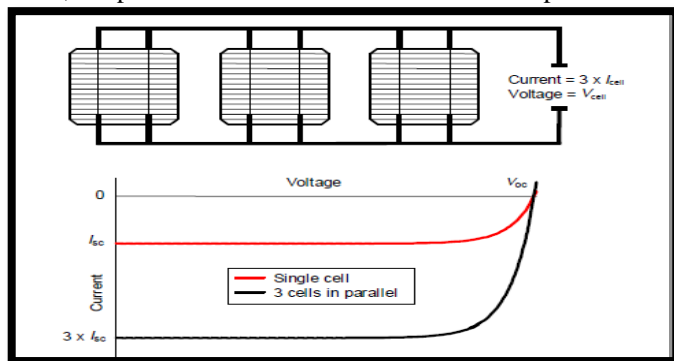 Current = 3 x Icell
Voltage = Vcell
Voltage
Voc
0
Isc
Single cell
3 cells in parallel
Current
3 x Isc